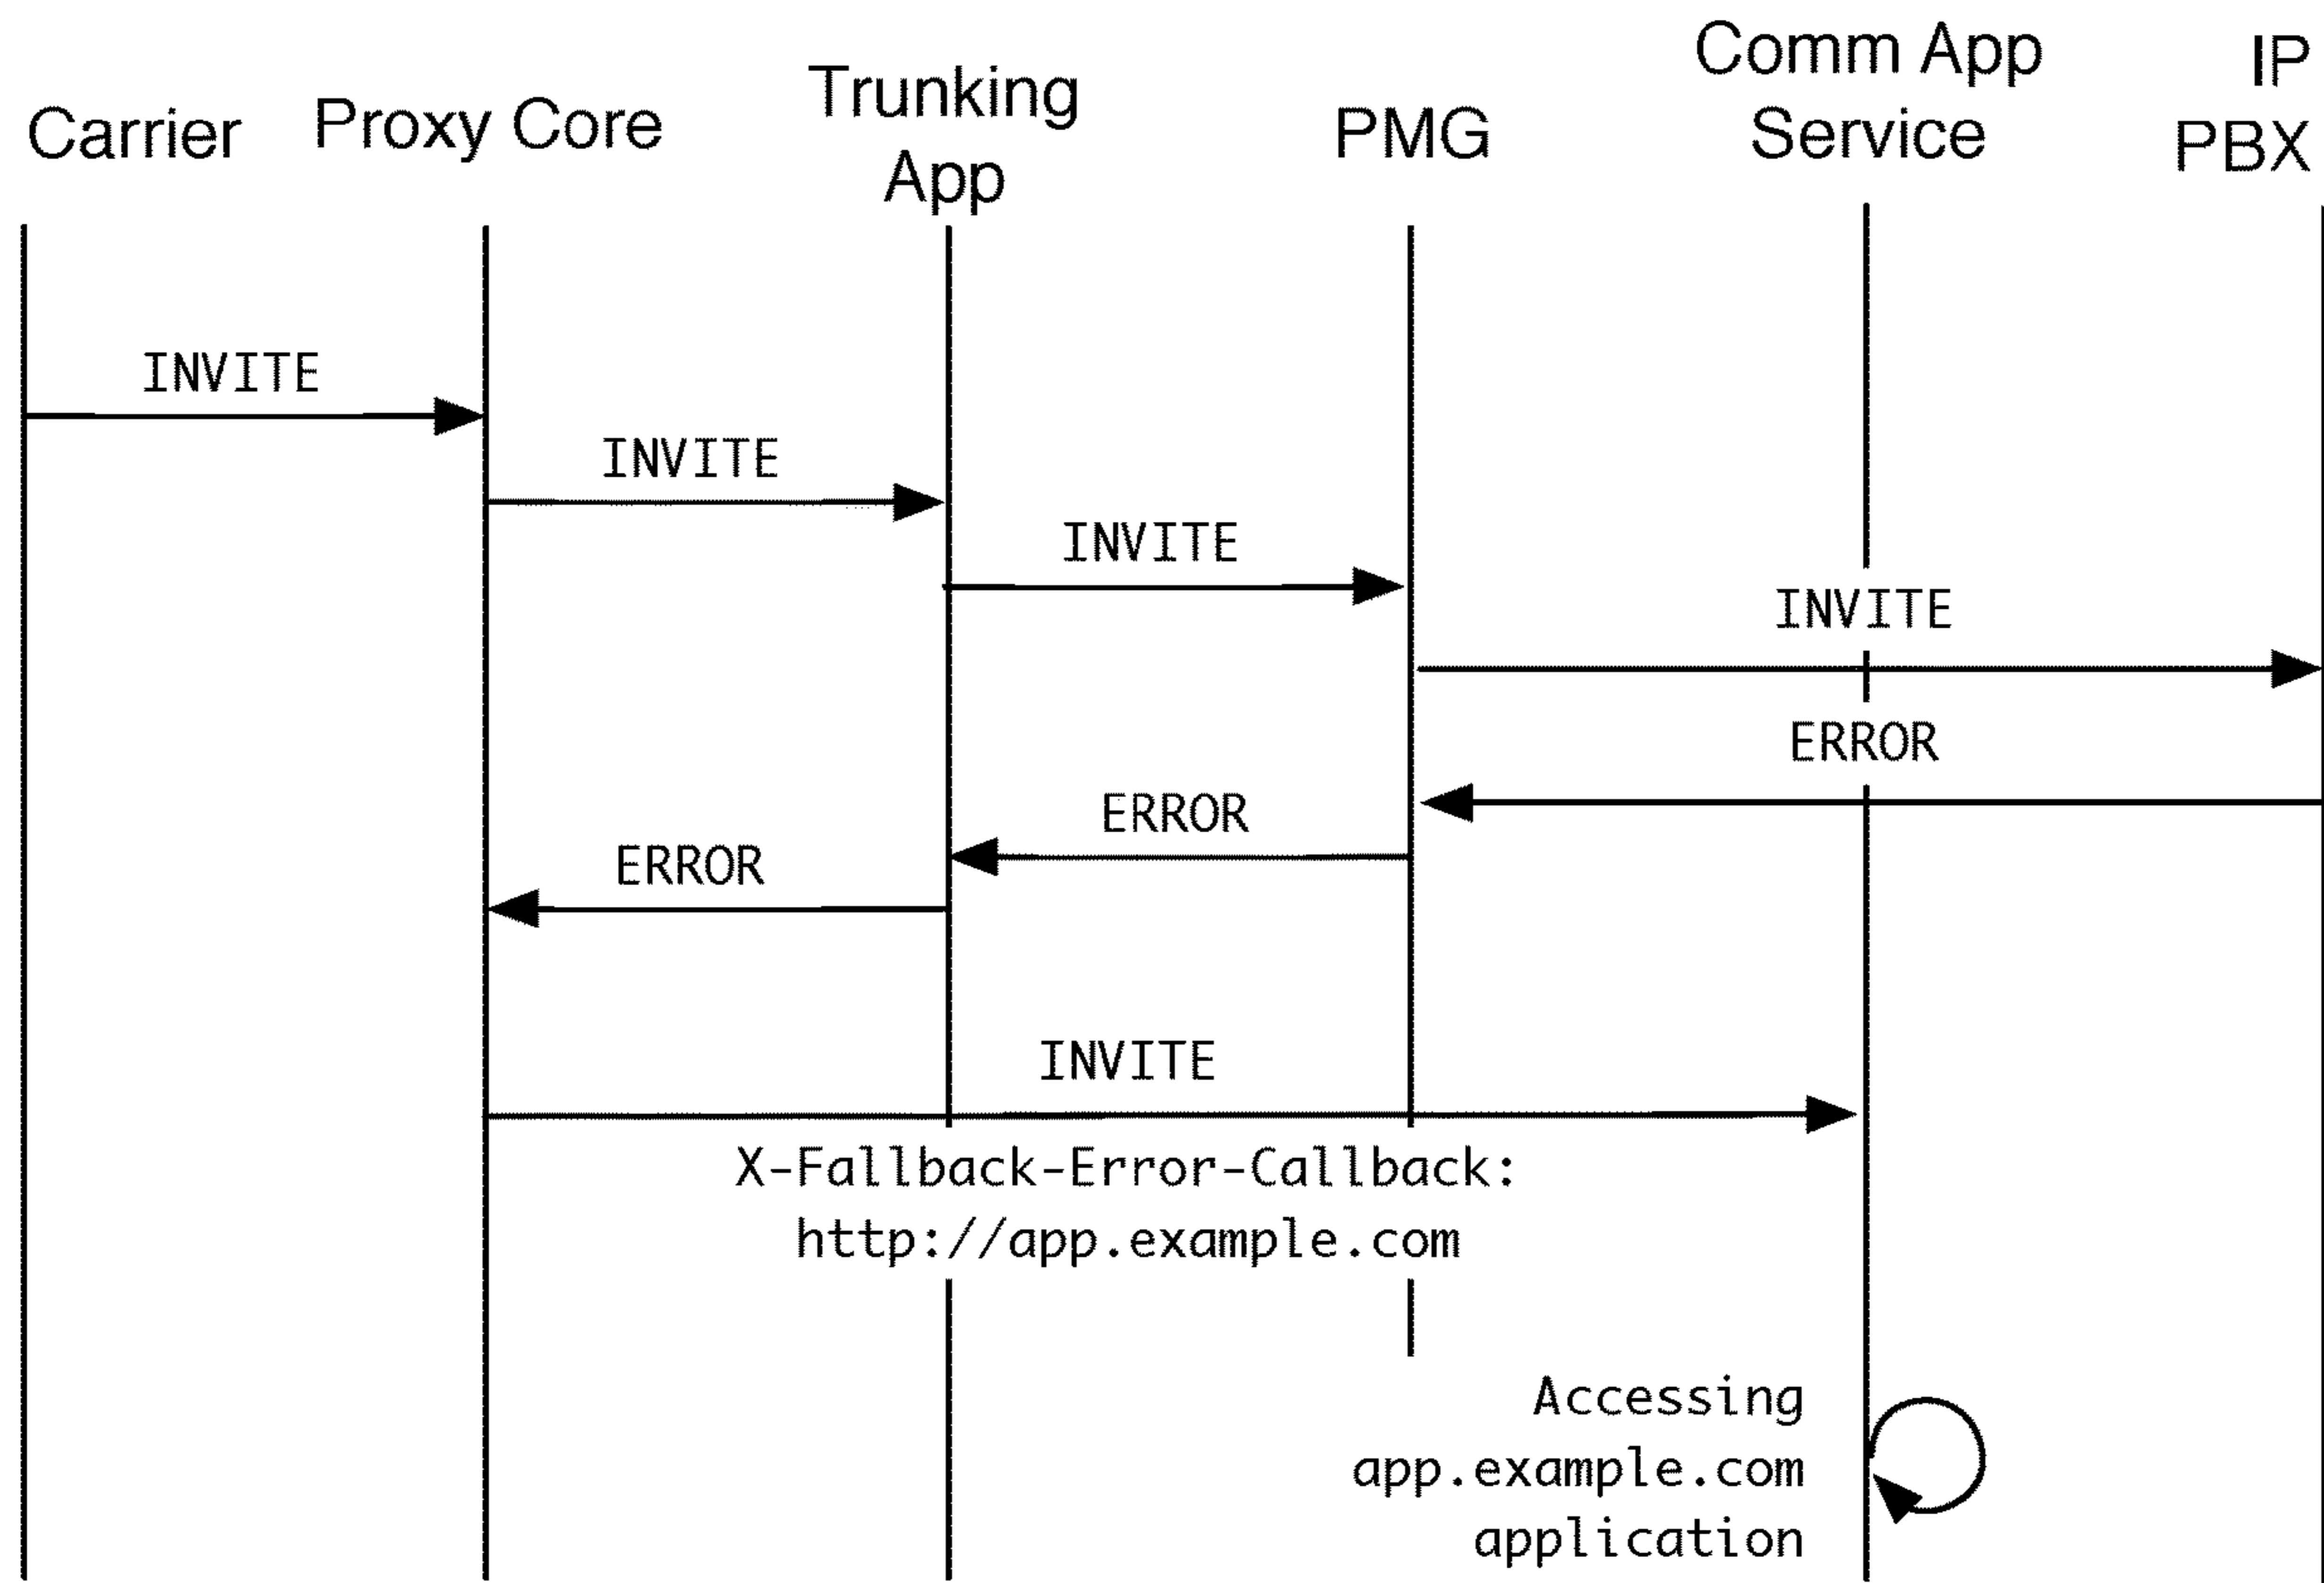 Carrier
Proxy Core
Trunking
App
PMG
Comm App
Service
IP
PBX
INVITE
INVITE
INVITE
INVITE
ERROR
ERROR
ERROR
INVITE
X-Fallback-Error-Callback:
http://app.example.com
Accessing
app.example.com
application